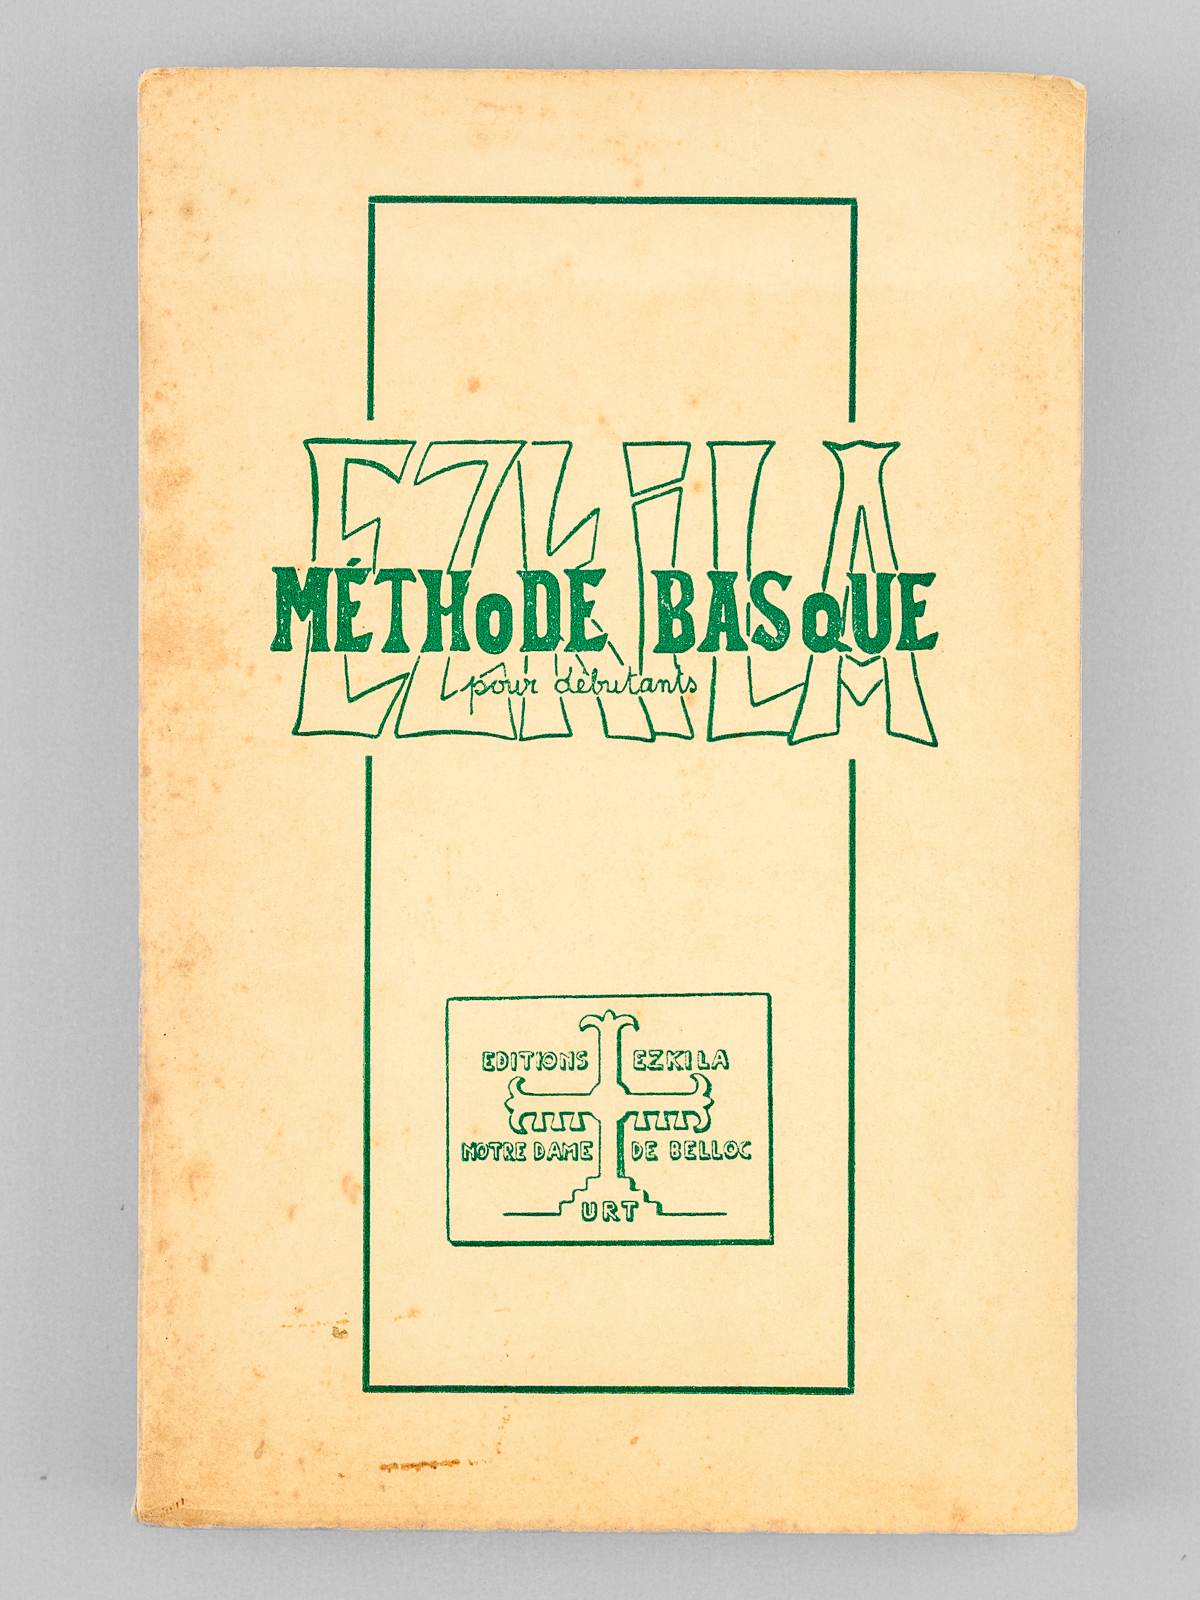 EZKiLA
MÉTHoDE BASQUE
pour débutants
EDITIONS EZKILA
NOTRE DAME DE BELLOC
URT